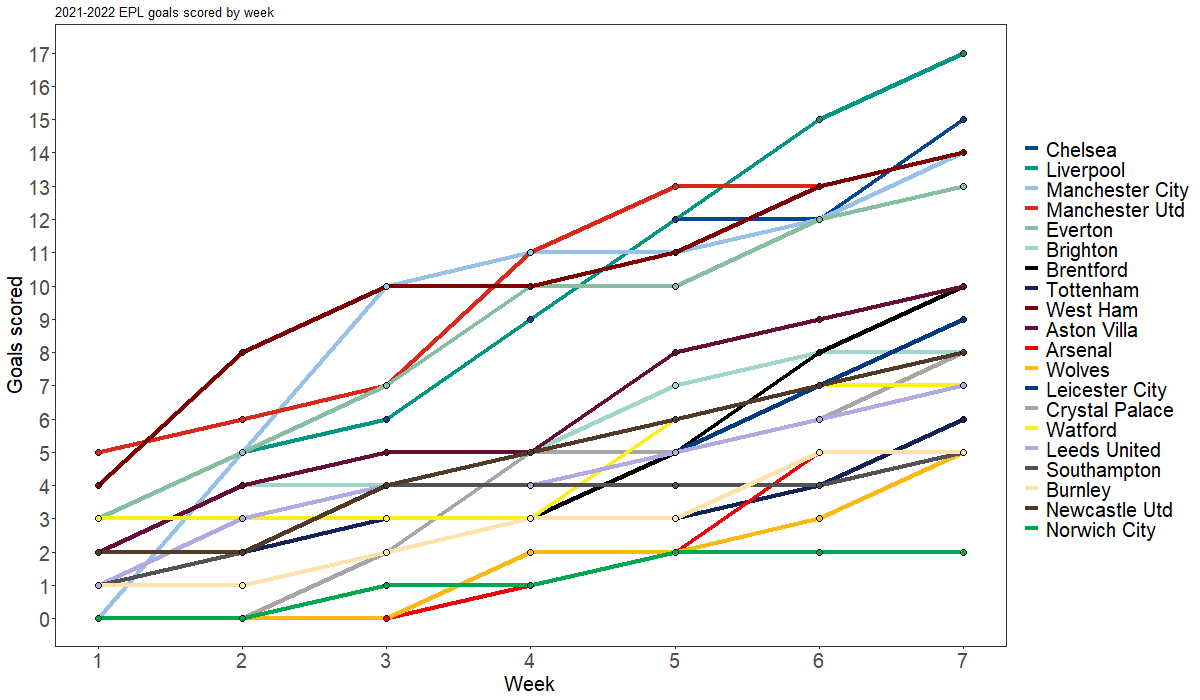 2021-2022 EPL goals scored by week
17
16
15
14
13
12
11
10
9
8
7
6
5
4
3
2
1
0
Goals scored
1 2 3 4 5 6 7
Week
Chelsea
Liverpool
Manchester City
Manchester Utd
Everton
Brighton
Brentford
Tottenham
West Ham
Aston Villa
Arsenal
Wolves
Leicester City
Crystal Palace
Watford
Leeds United
Southampton
Burnley
Newcastle Utd
Norwich City